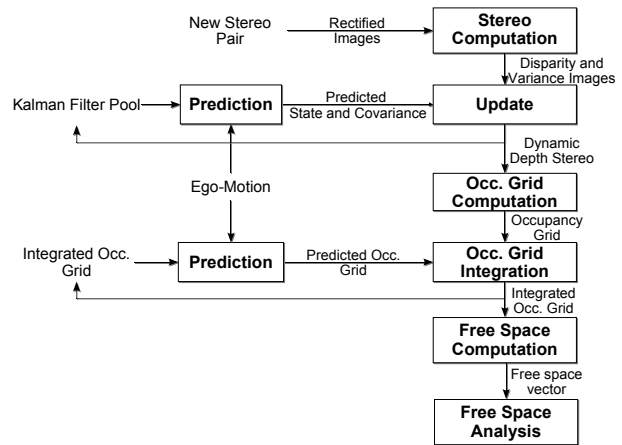 New Stereo
Pair
Rectified
Images
Stereo
Computation
Disparity and
Variance Images
Kalman Filter Pool
Prediction
Predicted
State and Covariance
Update
Dynamic
Depth Stereo
Ego-Motion
Occ. Grid
Computation
Occupancy
Grid
Integrated Occ.
Grid
Prediction
Predicted Occ.
Grid
Occ. Grid
Integration
Integrated
Occ. Grid
Free Space
Computation
Free space
vector
Free Space
Analysis